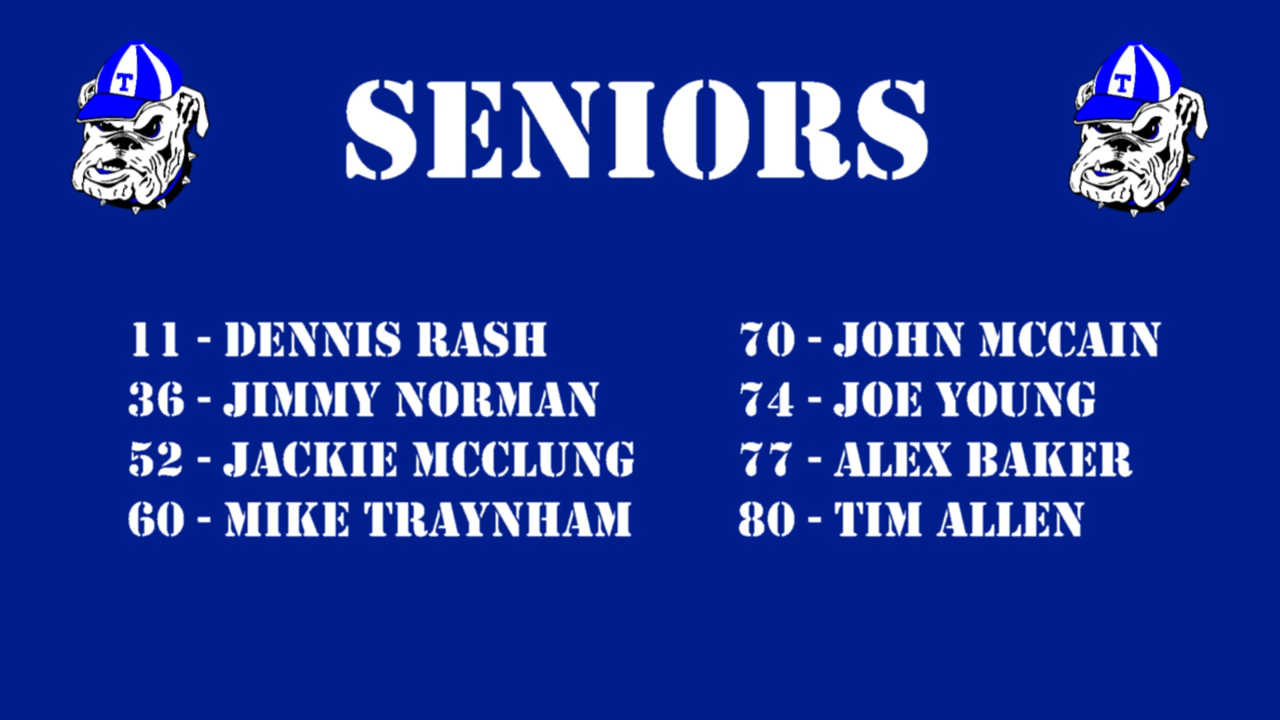 T
T
SENIORS
11 - DENNIS RASH
36 - JIMMY NORMAN
52 - JACKIE MCCLUNG
60 - MIKE TRAYNHAM
70 - JOHN MCCAIN
74 - JOE YOUNG
77 - ALEX BAKER
80 - TIM ALLEN